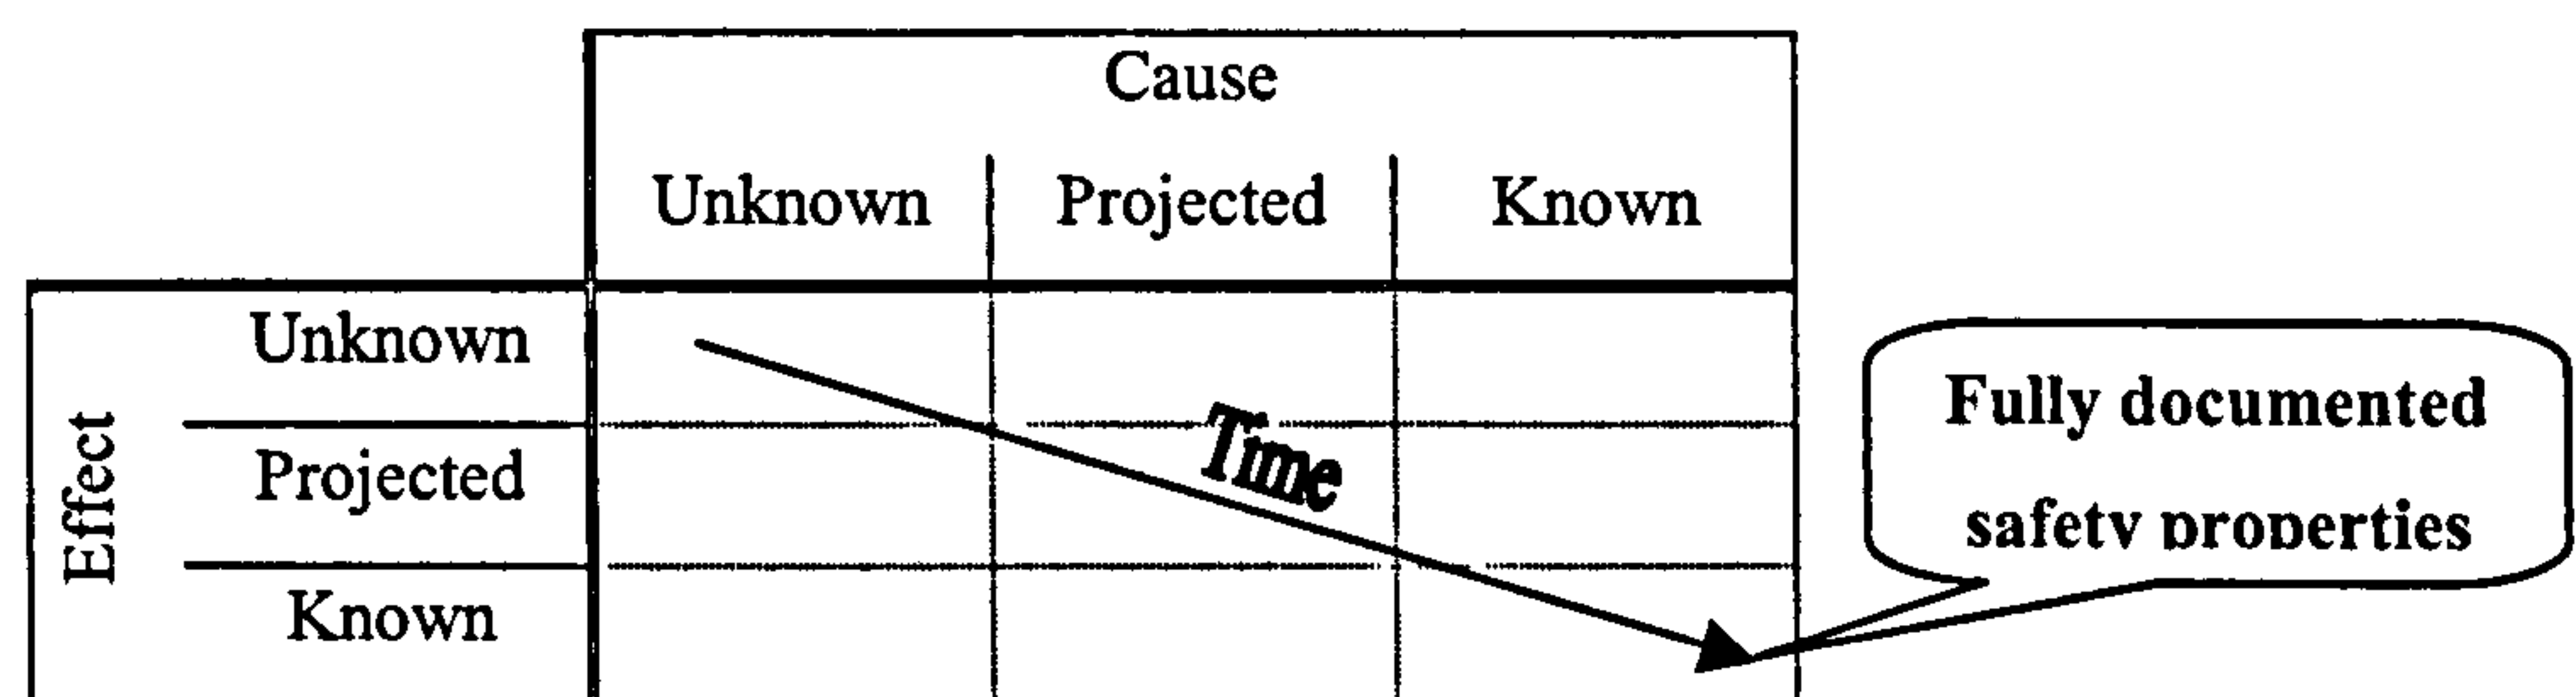 Cause
Unknown Projected Known
Unknown
Time
Effect
Projected
Known
Fully documented
safety properties